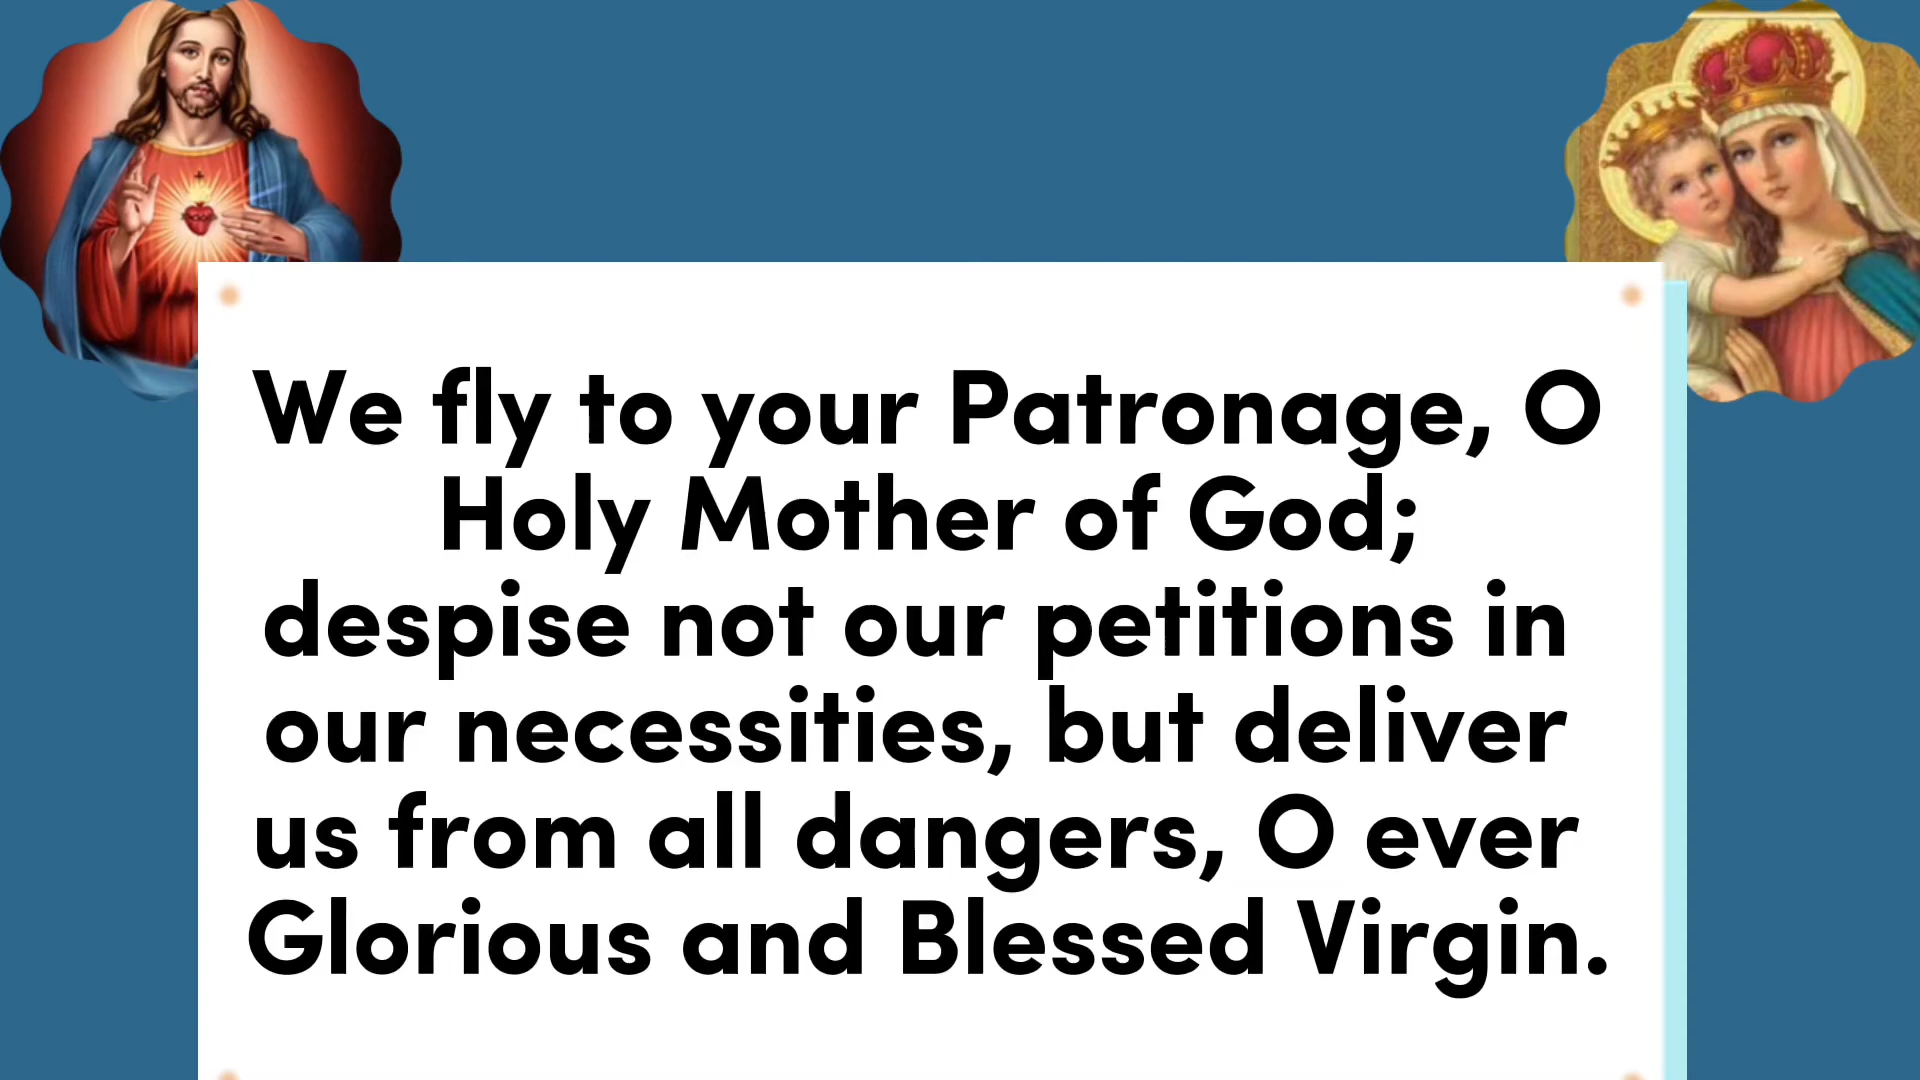 We fly to your Patronage, O
Holy Mother of God;
despise not our petitions in
our necessities, but deliver
us from all dangers, O ever
Glorious and Blessed Virgin.